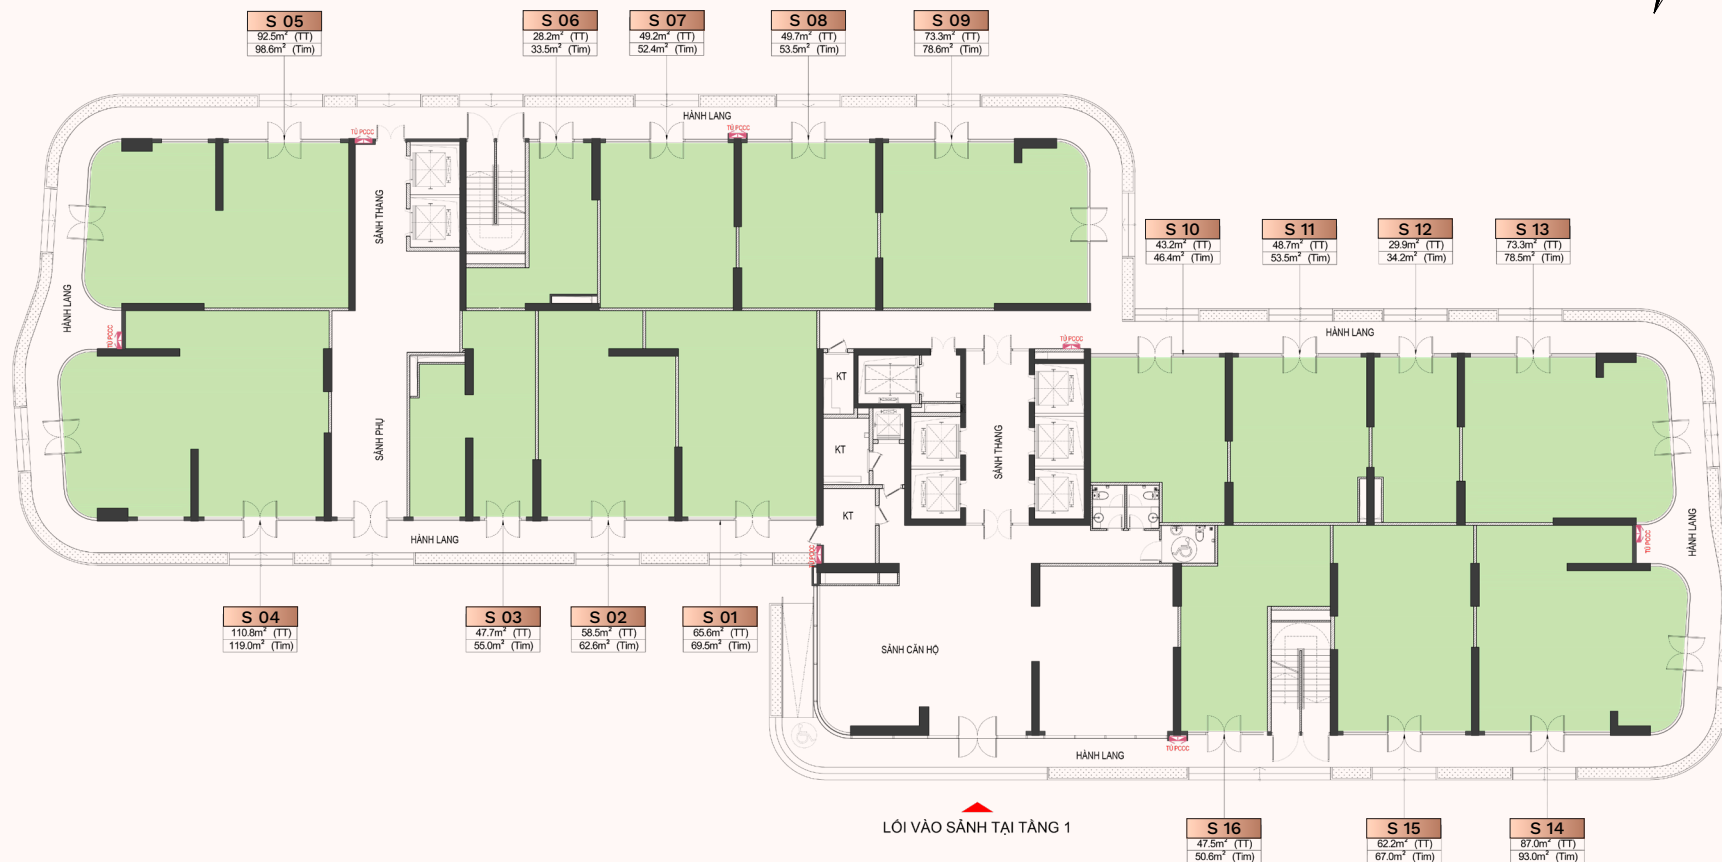 S 05
92.5m² (TT)
98.6m² (Tim)
S 06
28.2m² (TT)
33.5m² (Tim)
S 07
49.2m² (TT)
52.4m² (Tim)
S 08
49.7m² (TT)
53.5m² (Tim)
S 09
73.3m² (TT)
78.6m² (Tim)
HÀNH LANG
TỦ PCCC
TỦ PCCC
SẢNH THANG
HÀNH LANG
TỦ PCCC
S 10
43.2m² (TT)
46.4m² (Tim)
S 11
48.7m² (TT)
53.5m² (Tim)
S 12
29.9m² (TT)
34.2m² (Tim)
S 13
73.3m² (TT)
78.5m² (Tim)
HÀNH LANG
TỦ PCCC
KT
KT
KT
SẢNH THANG
SẢNH PHỤ
HÀNH LANG
TỦ PCCC
HÀNH LANG
TỦ PCCC
S 04
110.8m² (TT)
119.0m² (Tim)
S 03
47.7m² (TT)
55.0m² (Tim)
S 02
58.5m² (TT)
62.6m² (Tim)
S 01
65.6m² (TT)
69.5m² (Tim)
SẢNH CĂN HỘ
TỦ PCCC
HÀNH LANG
LỐI VÀO SẢNH TẠI TẦNG 1
S 16
47.5m² (TT)
50.6m² (Tim)
S 15
62.2m² (TT)
67.0m² (Tim)
S 14
87.0m² (TT)
93.0m² (Tim)